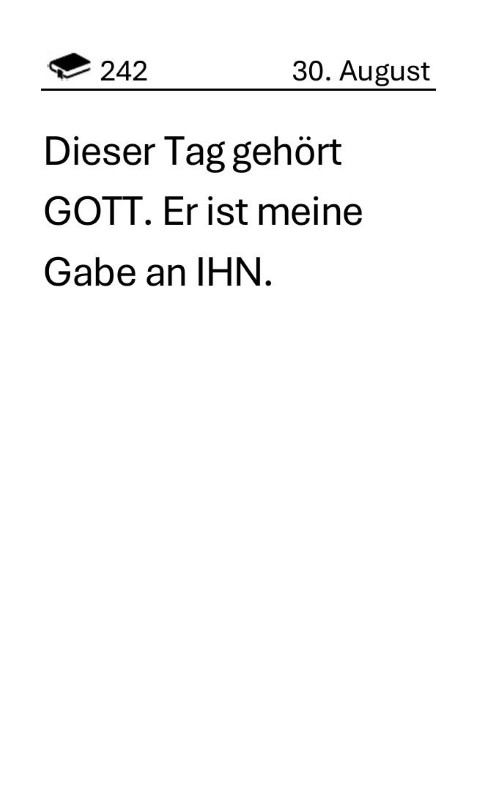 242 30. August
Dieser Tag gehört
GOTT. Er ist meine
Gabe an IHN.